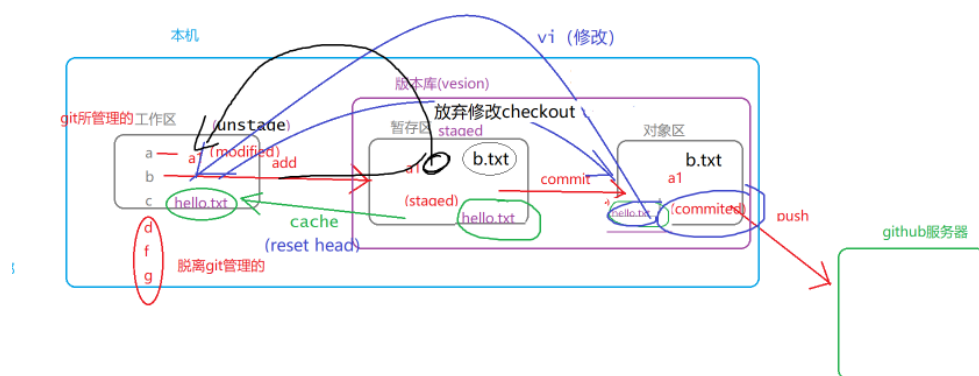 本机
vi (修改)
版本库(vesion)
放弃修改checkout
git所管理的
工作区
(unstage)
暂存区
staged
对象区
a
a1
(modified)
add
b
c
hello.txt
a1
b.txt
(staged)
hello.txt
commit
b.txt
a1
hello.txt
(commited)
push
cache
(reset head)
d
f
g
脱离git管理的
github服务器